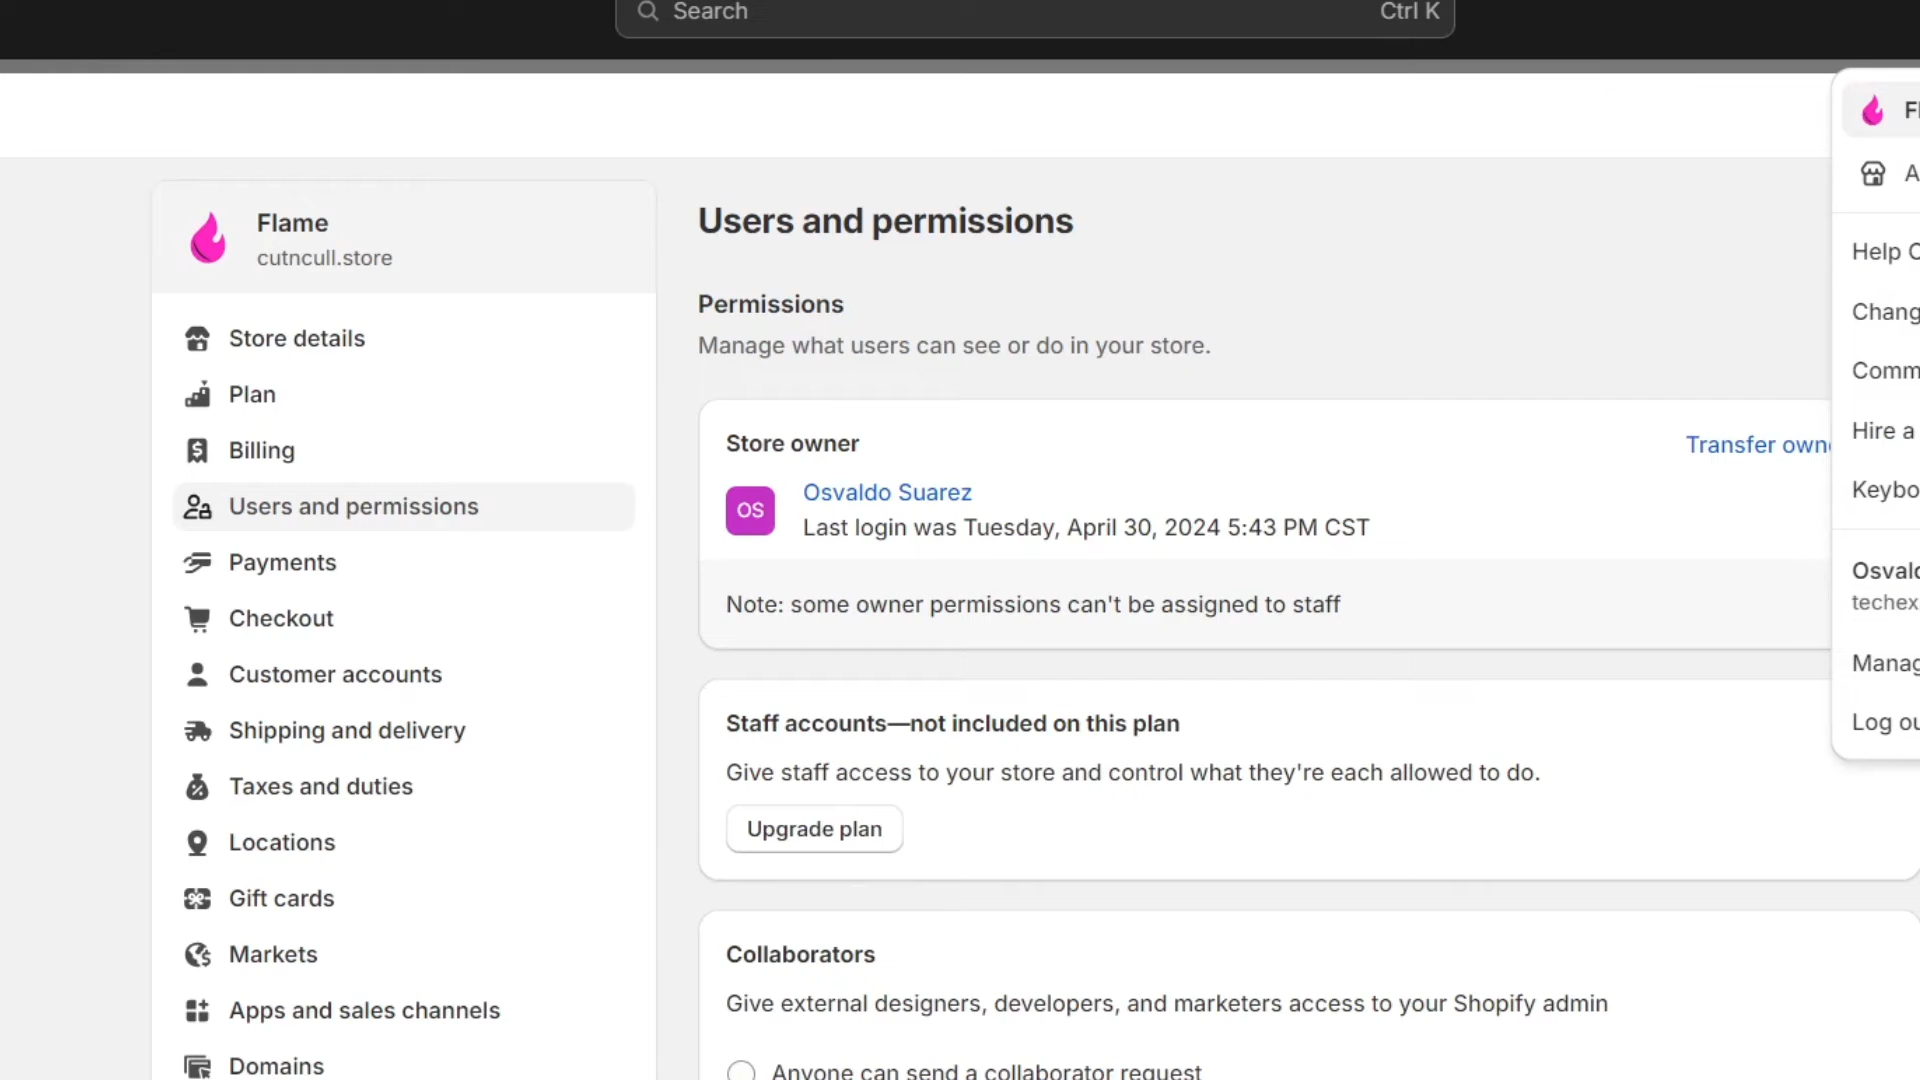 Search
Ctrl K
Flame
cutncull.store
Store details
Plan
Billing
Users and permissions
Payments
Checkout
Customer accounts
Shipping and delivery
Taxes and duties
Locations
Gift cards
Markets
Apps and sales channels
Domains
Users and permissions
Permissions
Manage what users can see or do in your store.
Store owner
Transfer
OS
Osvaldo Suarez
Last login was Tuesday, April 30, 2024 5:43 PM CST
Note: some owner permissions can't be assigned to staff
Staff accounts—not included on this plan
Give staff access to your store and control what they're each allowed to do.
Upgrade plan
Collaborators
Give external designers, developers, and marketers access to your Shopify admin
Anyone can send a collaborator request
Help
Hire a
Log